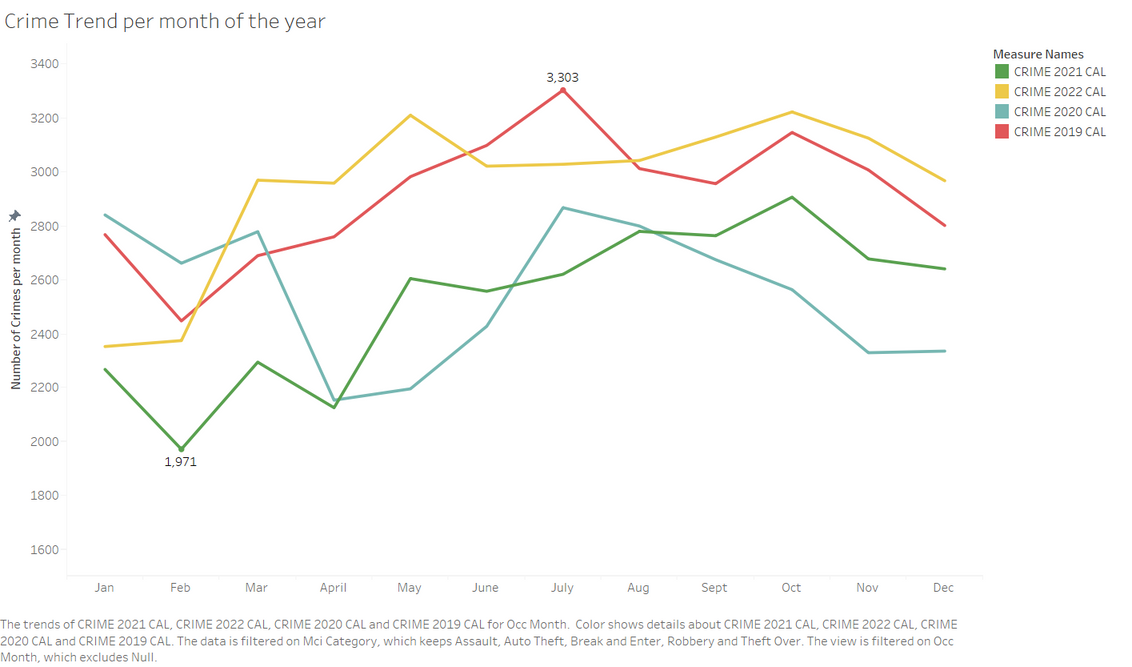 Crime Trend per month of the year
Measure Names
CRIME 2021 CAL
CRIME 2022 CAL
CRIME 2020 CAL
CRIME 2019 CAL
Number of Crimes per month
3400
3200
3000
2800
2600
2400
2200
2000
1800
1600
3,303
1,971
Jan Feb Mar April May June July Aug Sept Oct Nov Dec
The trends of CRIME 2021 CAL, CRIME 2022 CAL, CRIME 2020 CAL and CRIME 2019 CAL for Occ Month. Color shows details about CRIME 2021 CAL, CRIME 2022 CAL, CRIME
2020 CAL and CRIME 2019 CAL. The data is filtered on Mci Category, which keeps Assault, Auto Theft, Break and Enter, Robbery and Theft Over. The view is filtered on Occ
Month, which excludes Null.